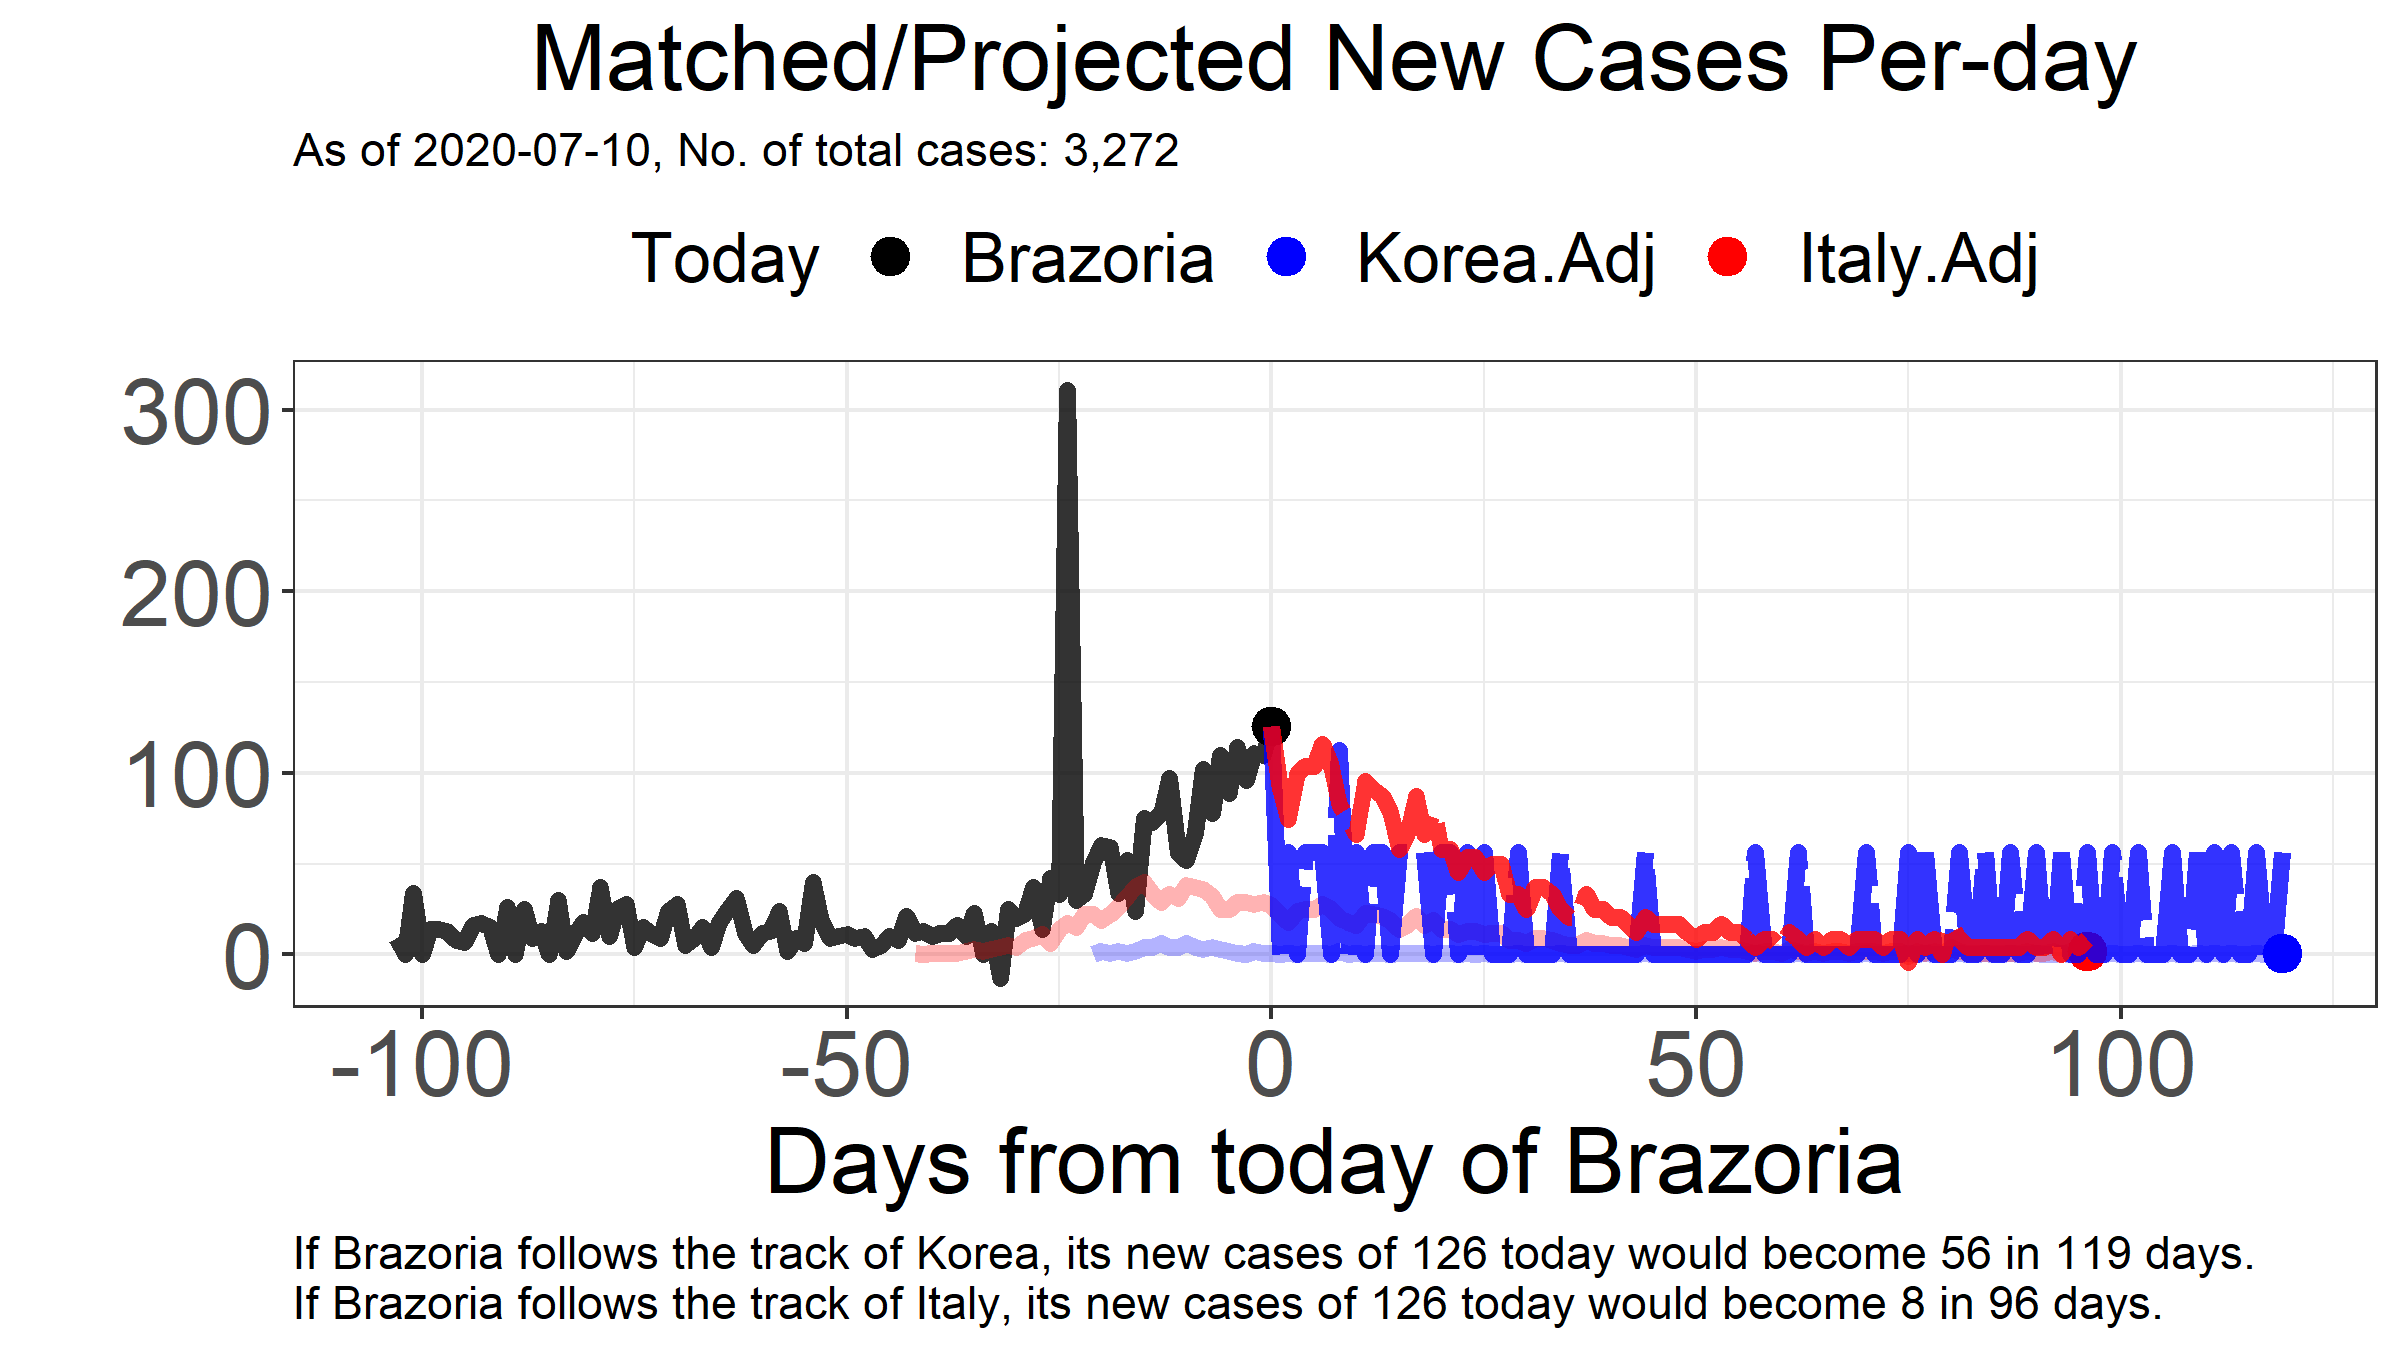 Matched/Projected New Cases Per-day
As of 2020-07-10, No. of total cases: 3,272
Today Brazoria Korea.Adj Italy.Adj
300
200
100
0
-100 -50 0 50 100
Days from today of Brazoria
If Brazoria follows the track of Korea, its new cases of 126 today would become 56 in 119 days.
If Brazoria follows the track of Italy, its new cases of 126 today would become 8 in 96 days.